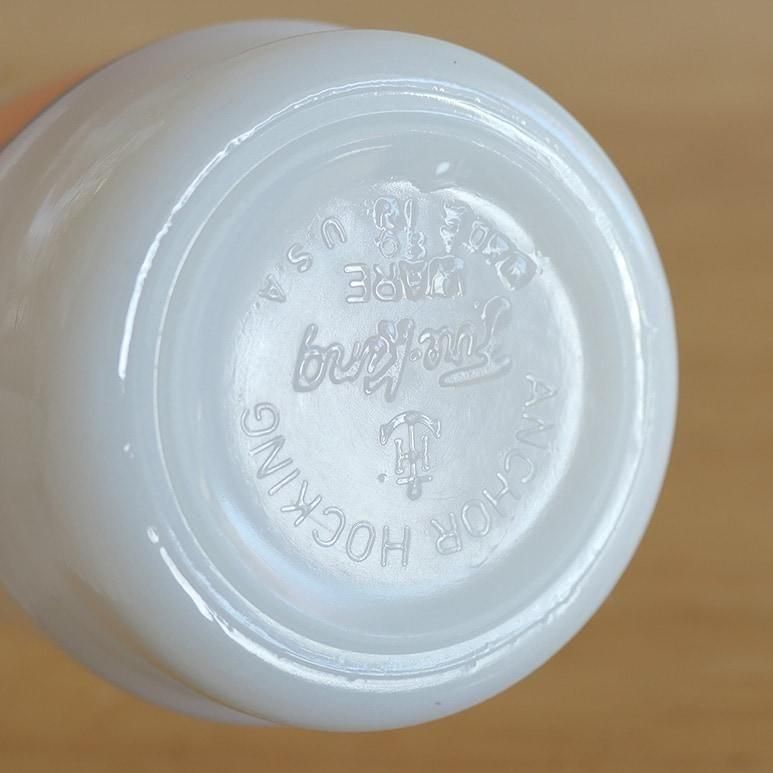 ANCHOR HOCKING
H
Fire-King
WARE
U.S.A.